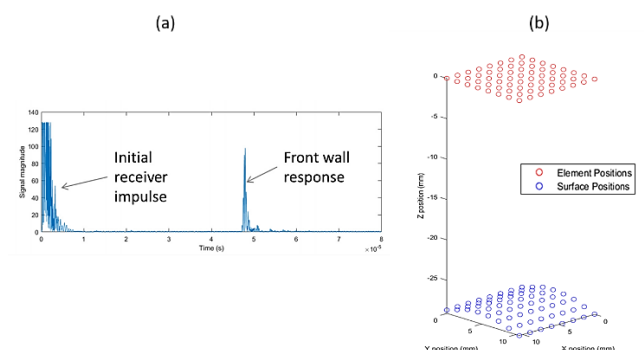 (a)
(b)
140
120
100
80
60
40
20
0
Signal magnitude
Initial
receiver
impulse
Front wall
response
0
1
2
3
4
5
6
7
8
×10⁻⁵
Time (s)
0
-5
-10
-15
-20
-25
Z position (mm)
Element Positions
Surface Positions
0
5
10
Y position (mm)
10
5
0
X position (mm)